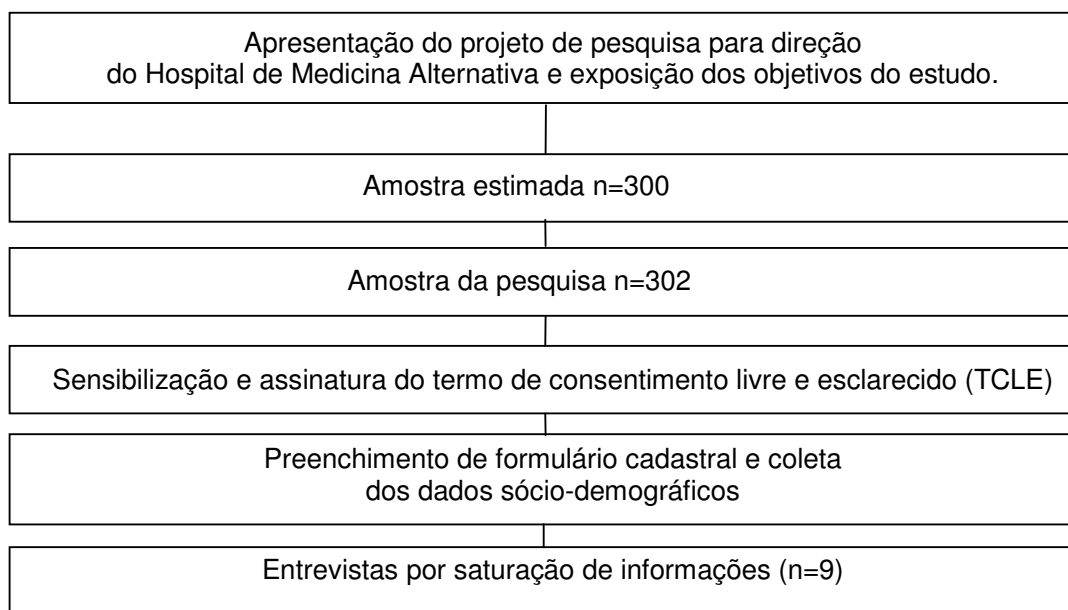 Apresentação do projeto de pesquisa para direção
do Hospital de Medicina Alternativa e exposição dos objetivos do estudo.
Amostra estimada n=300
Amostra da pesquisa n=302
Sensibilização e assinatura do termo de consentimento livre e esclarecido (TCLE)
Preenchimento de formulário cadastral e coleta
dos dados sócio-demográficos
Entrevistas por saturação de informações (n=9)